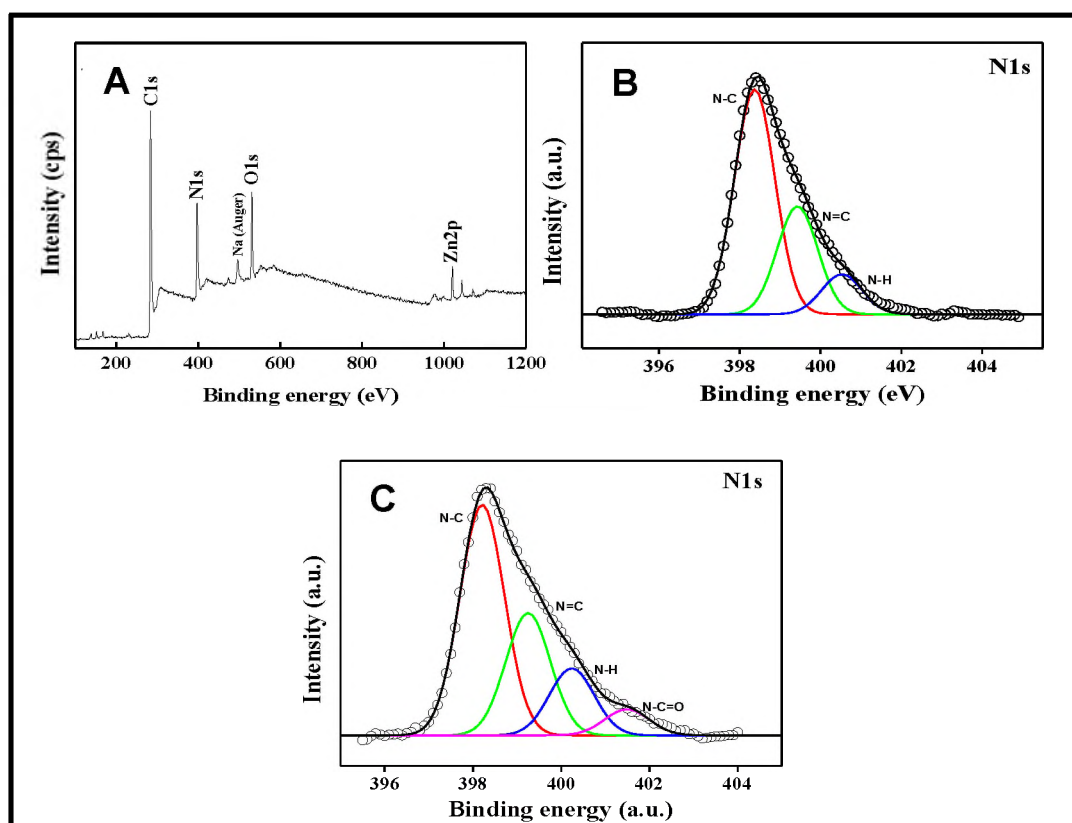 A
C1s
N1s
Na (Auger)
O1s
Zn2p
Intensity (cps)
200 400 600 800 1000 1200
Binding energy (eV)
B
N1s
N-C
N=C
N-H
Intensity (a.u.)
396 398 400 402 404
Binding energy (eV)
C
N1s
N-C
N=C
N-H
N-C=O
Intensity (a.u.)
396 398 400 402 404
Binding energy (a.u.)